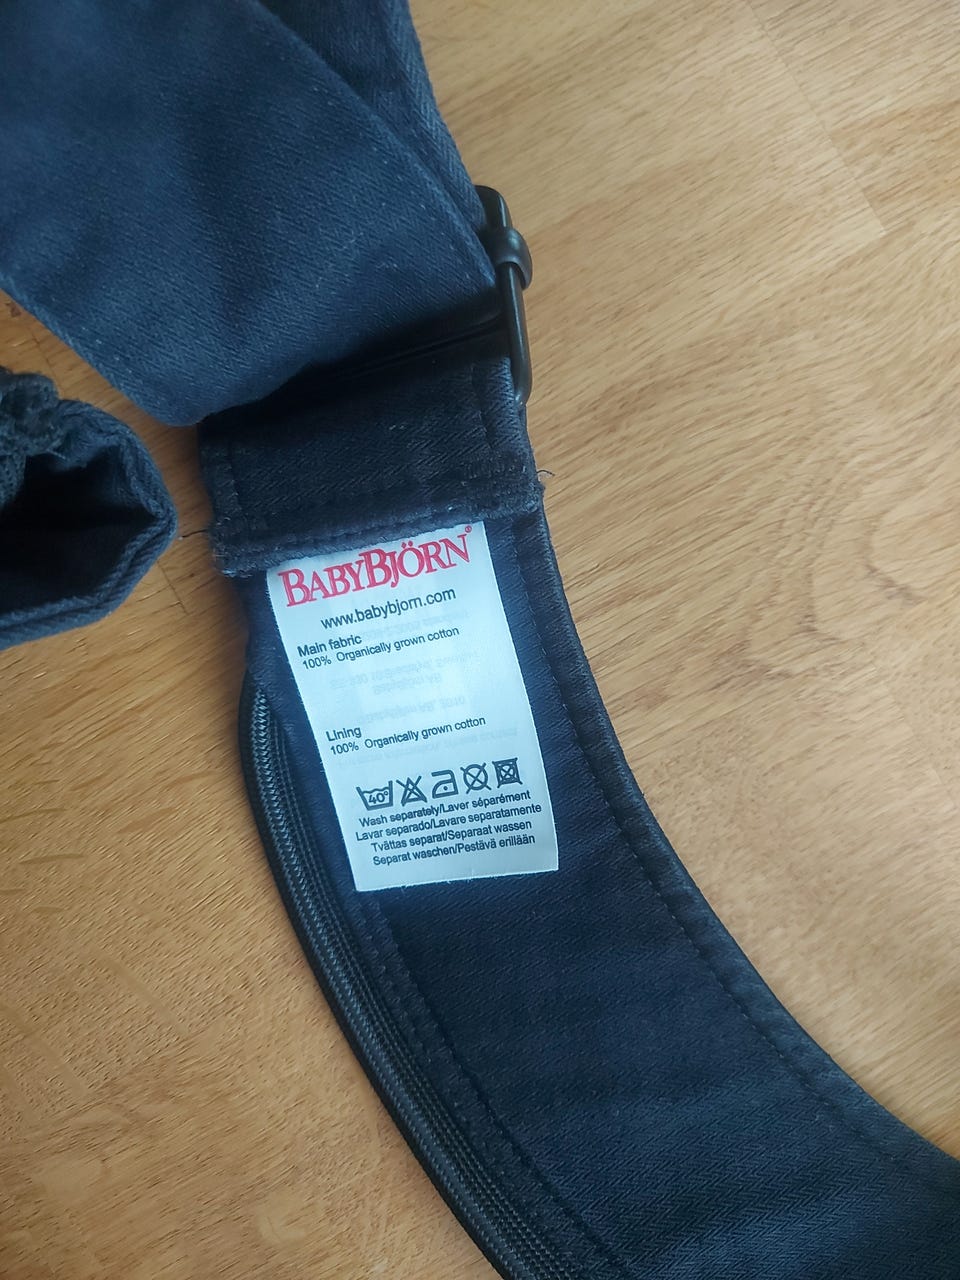 BABYBJÖRN®
www.babybjorn.com
Main fabric
100% Organically grown cotton
Lining
100% Organically grown cotton
40°
Wash separately/Laver séparément
Lavar separado/Lavare separatamente
Tvättas separat/Separaat wassen
Separat waschen/Pestävä erillään